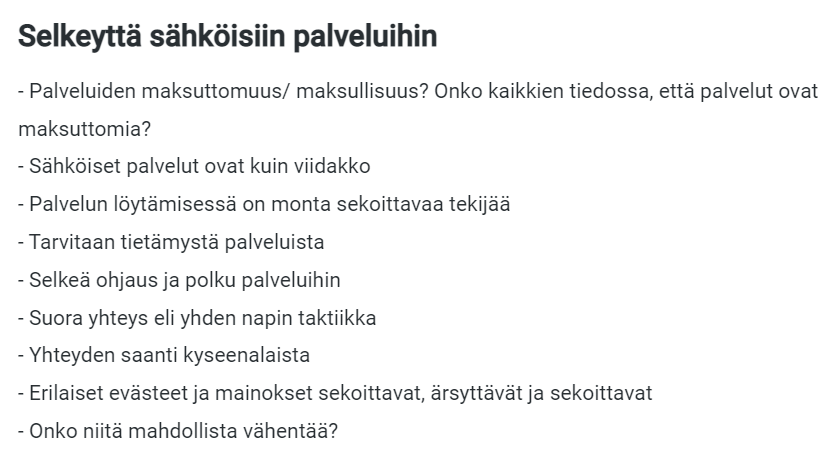 Selkeyttä sähköisiin palveluihin
- Palveluiden maksuttomuus/ maksullisuus? Onko kaikkien tiedossa, että palvelut ovat
maksuttomia?
- Sähköiset palvelut ovat kuin viidakko
- Palvelun löytämisessä on monta sekoittavaa tekijää
- Tarvitaan tietämystä palveluista
- Selkeä ohjaus ja polku palveluihin
- Suora yhteys eli yhden napin taktiikka
- Yhteyden saanti kyseenalaista
- Erilaiset evästeet ja mainokset sekoittavat, ärsyttävät ja sekoittavat
- Onko niitä mahdollista vähentää?